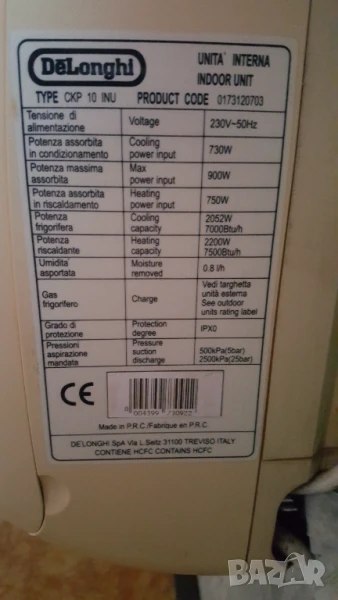 DeLonghi
UNITA' INTERNA
INDOOR UNIT
TYPE CKP 10 INU PRODUCT CODE 0173120703
Tensione di alimentazione Voltage 230V~50Hz
Potenza assorbita in condizionamento Cooling power input 730W
Potenza massima assorbita Max power input 900W
Potenza assorbita in riscaldamento Heating power input 750W
Potenza frigorifera Cooling capacity 2052W 7000Btu/h
Potenza riscaldante Heating capacity 2200W 7500Btu/h
Umidita asportata Moisture removed 0.8 l/h
Gas frigorifero Charge Vedi targhetta unità esterna See outdoor units rating label
Grado di protezione Protection degree IPX0
Pressioni aspirazione mandata Pressure suction discharge 500kPa(5bar) 2500kPa(25bar)
CE
8 004399 730922
Made in P.R.C./Fabrique en P.R.C.
DE'LONGHI SpA Via L.Seitz 31100 TREVISO ITALY
CONTIENE HCFC CONTAINS HCFC
BAZAR